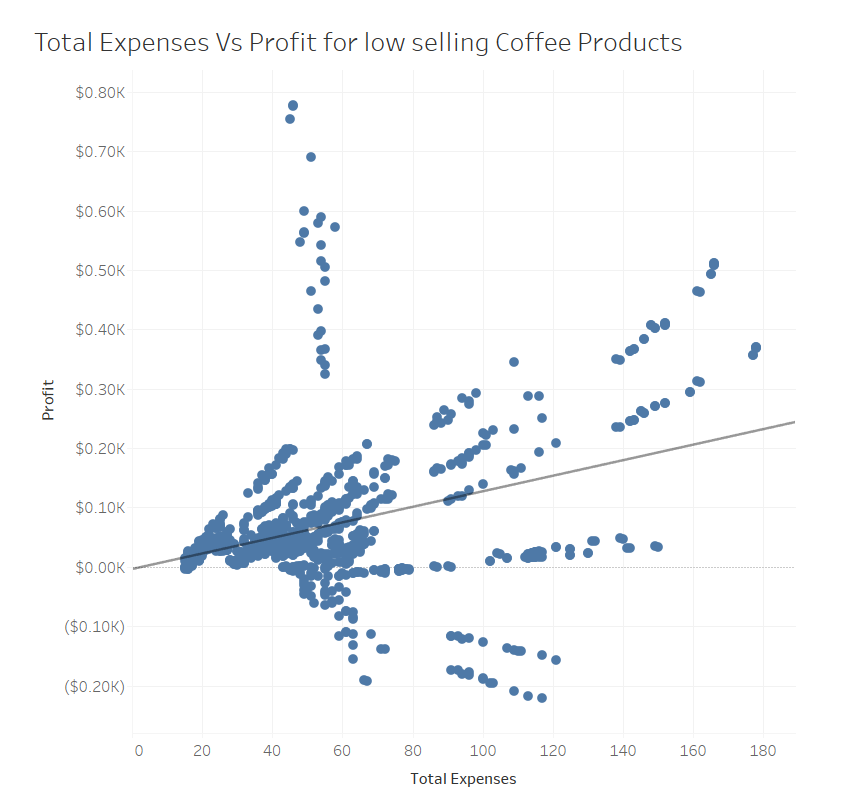 Total Expenses Vs Profit for low selling Coffee Products
$0.80K
$0.70K
$0.60K
$0.50K
$0.40K
$0.30K
$0.20K
$0.10K
$0.00K
($0.10K)
($0.20K)
Profit
0 20 40 60 80 100 120 140 160 180
Total Expenses